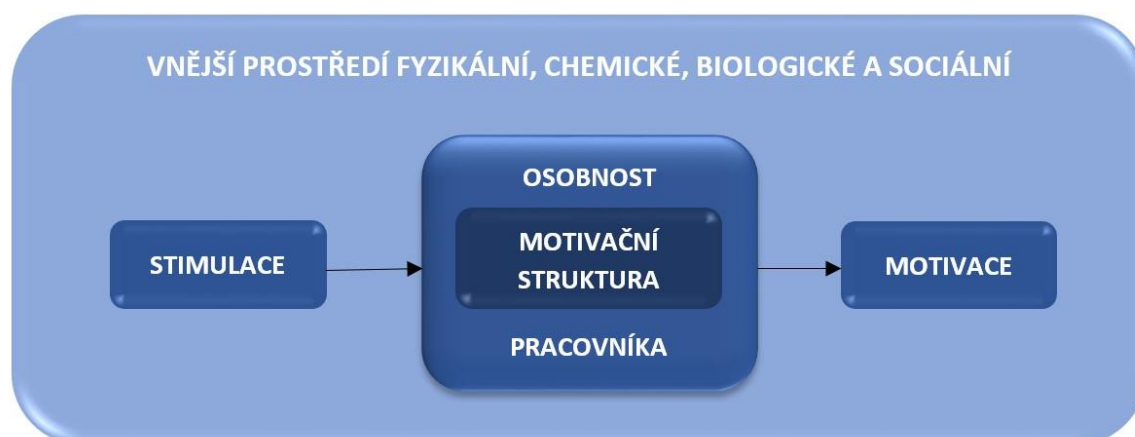 VNĚJŠÍ PROSTŘEDÍ FYZIKÁLNÍ, CHEMICKÉ, BIOLOGICKÉ A SOCIÁLNÍ
OSOBNOST
STIMULACE
MOTIVAČNÍ
STRUKTURA
MOTIVACE
PRACOVNÍKA